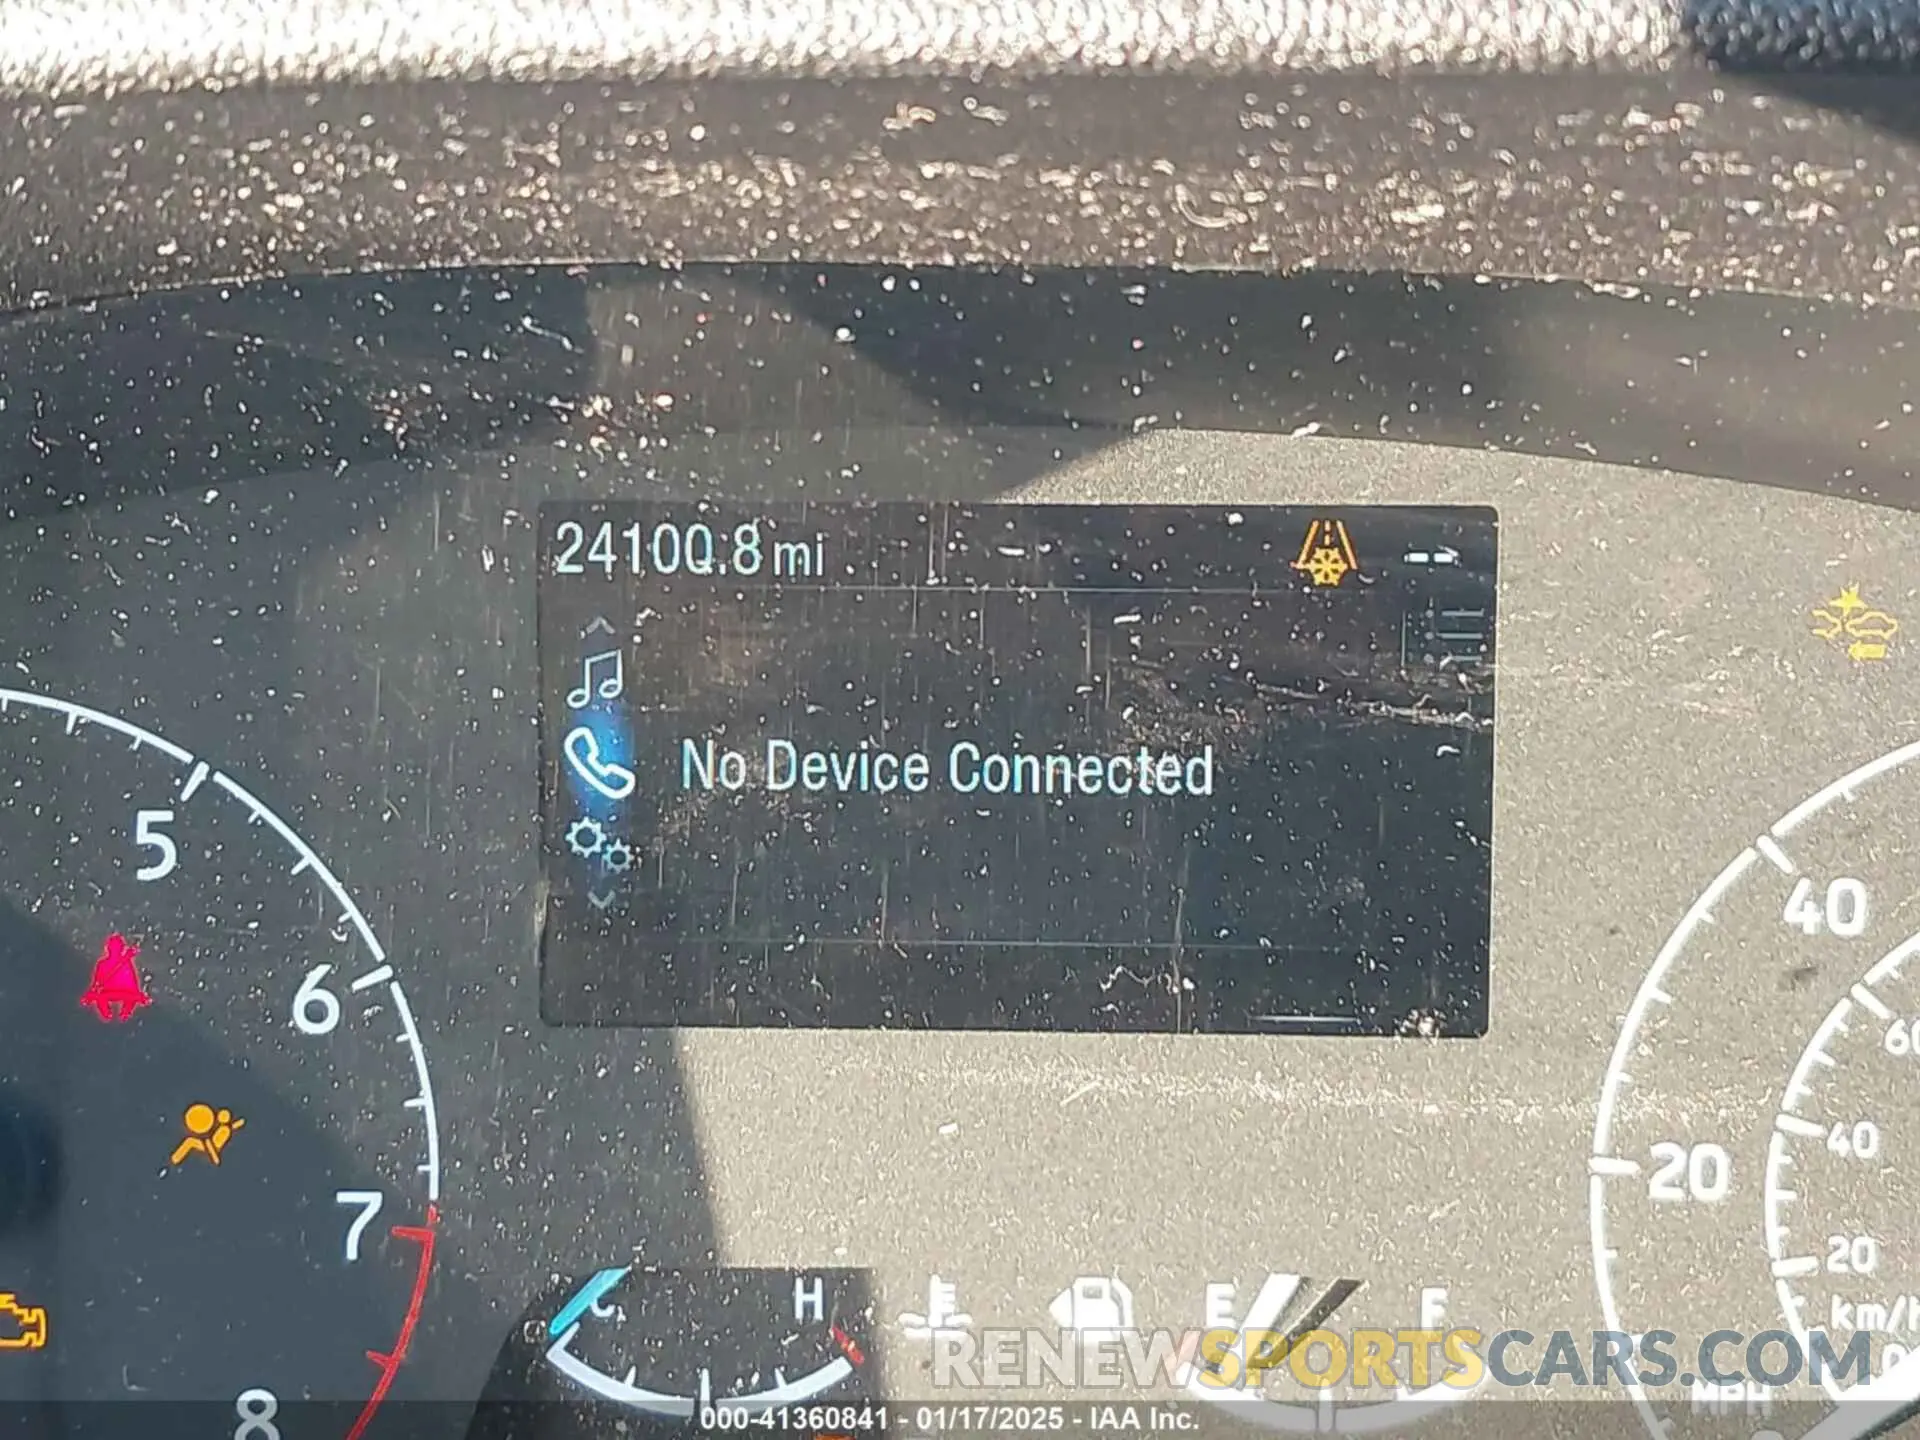 24100.8 mi
No Device Connected
5
6
7
8
40
20
60
40
20
km/h
MPH
C
H
E
F
RENEWSPORTSCARS.COM
000-41360841 - 01/17/2025 - IAA Inc.